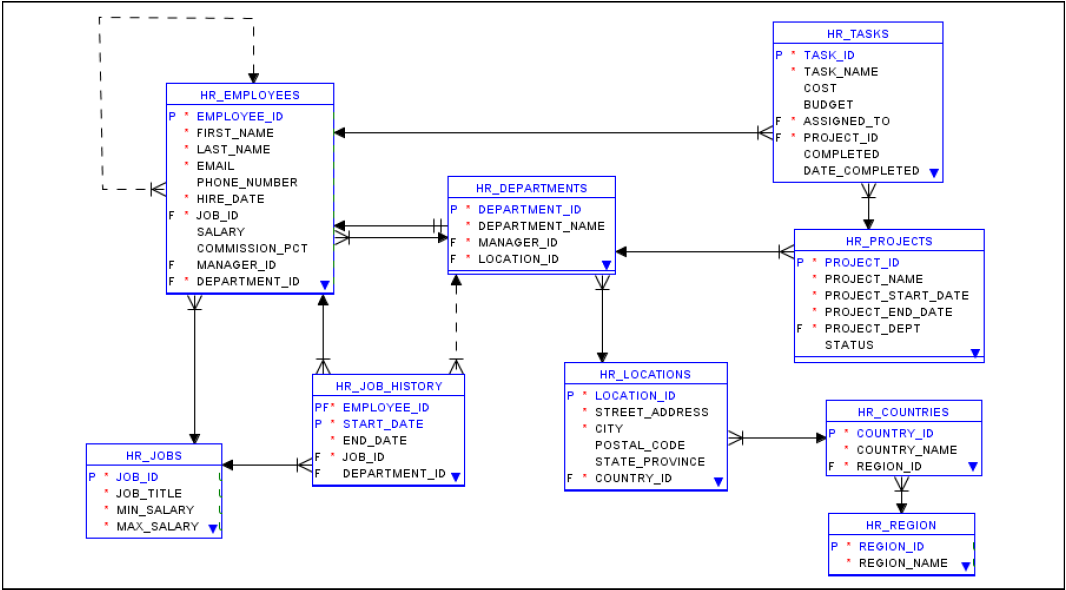 HR_EMPLOYEES
P * EMPLOYEE_ID
* FIRST_NAME
* LAST_NAME
* EMAIL
PHONE_NUMBER
* HIRE_DATE
F * JOB_ID
SALARY
COMMISSION_PCT
F MANAGER_ID
F * DEPARTMENT_ID
HR_TASKS
P * TASK_ID
* TASK_NAME
COST
BUDGET
F * ASSIGNED_TO
F * PROJECT_ID
COMPLETED
DATE_COMPLETED
HR_DEPARTMENTS
P * DEPARTMENT_ID
* DEPARTMENT_NAME
F * MANAGER_ID
F * LOCATION_ID
HR_PROJECTS
P * PROJECT_ID
* PROJECT_NAME
* PROJECT_START_DATE
* PROJECT_END_DATE
F * PROJECT_DEPT
STATUS
HR_JOB_HISTORY
PF* EMPLOYEE_ID
P * START_DATE
* END_DATE
F * JOB_ID
F DEPARTMENT_ID
HR_LOCATIONS
P * LOCATION_ID
* STREET_ADDRESS
* CITY
POSTAL_CODE
STATE_PROVINCE
F * COUNTRY_ID
HR_COUNTRIES
P * COUNTRY_ID
* COUNTRY_NAME
F * REGION_ID
HR_JOBS
P * JOB_ID
* JOB_TITLE
* MIN_SALARY
* MAX_SALARY
HR_REGION
P * REGION_ID
* REGION_NAME